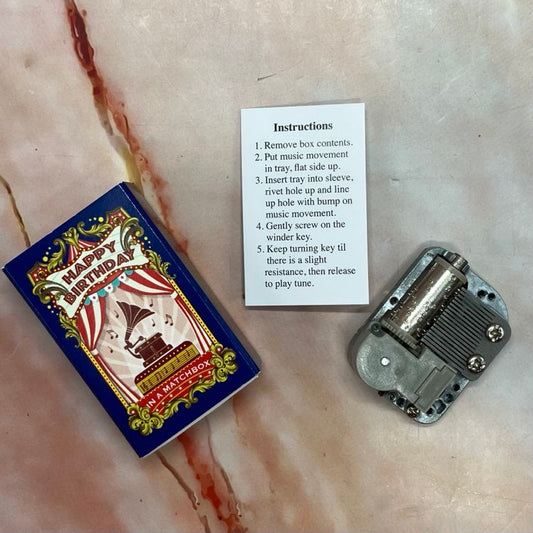 HAPPY
BIRTHDAY
IN A MATCHBOX
Instructions
1. Remove box contents.
2. Put music movement
in tray, flat side up.
3. Insert tray into sleeve,
rivet hole up and line
up hole with bump on
music movement.
4. Gently screw on the
winder key.
5. Keep turning key til
there is a slight
resistance, then release
to play tune.